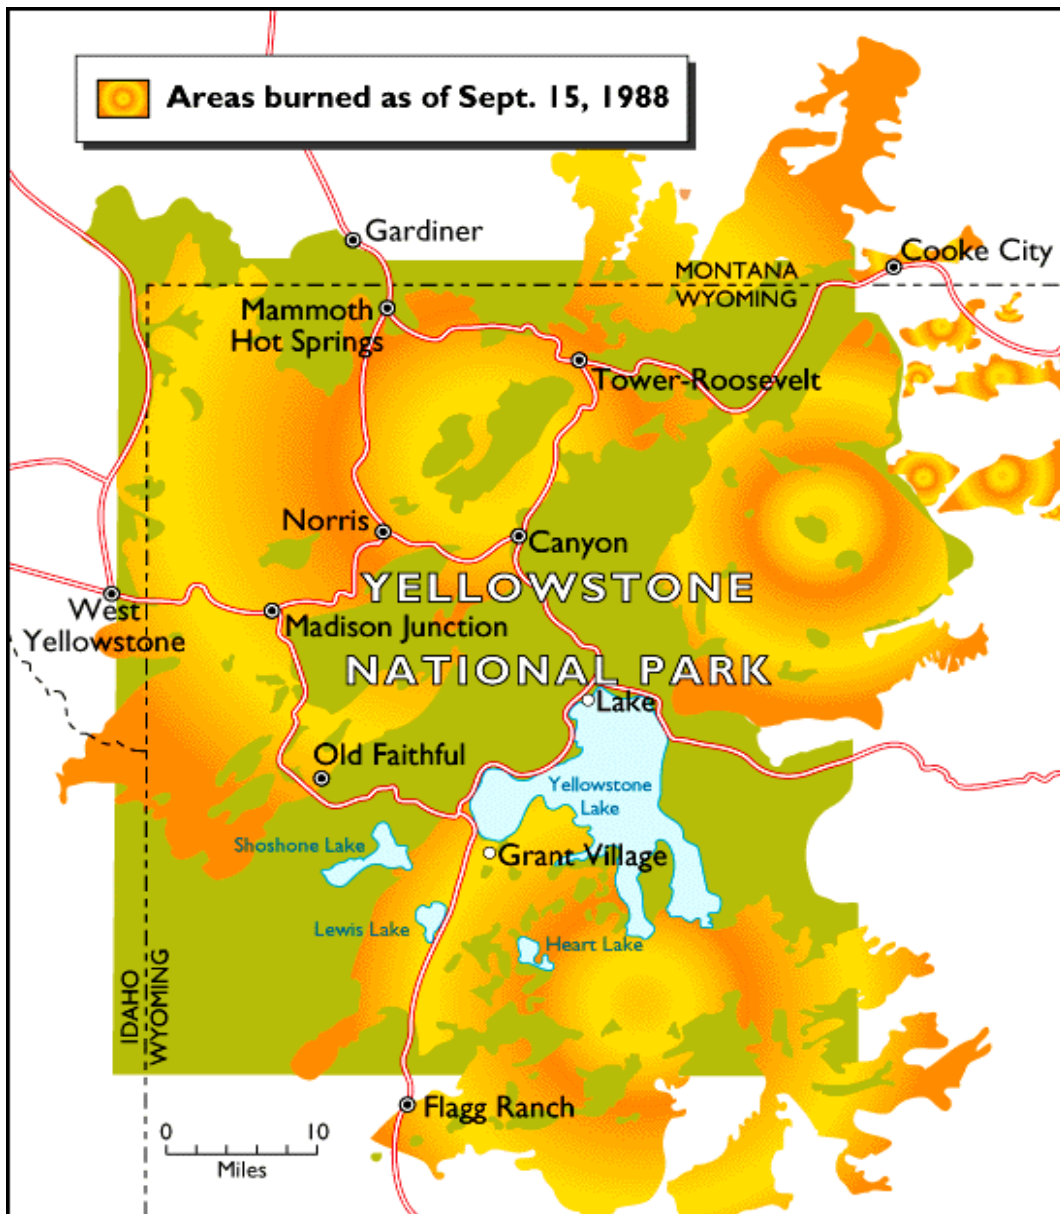 Areas burned as of Sept. 15, 1988
Gardiner
Cooke City
MONTANA
WYOMING
Mammoth
Hot Springs
Tower-Roosevelt
Norris
Canyon
YELLOWSTONE
West
Yellowstone
Madison Junction
NATIONAL PARK
Lake
Old Faithful
Yellowstone
Lake
Shoshone Lake
Grant Village
Lewis Lake
Heart Lake
IDAHO
WYOMING
Flagg Ranch
0 10
Miles